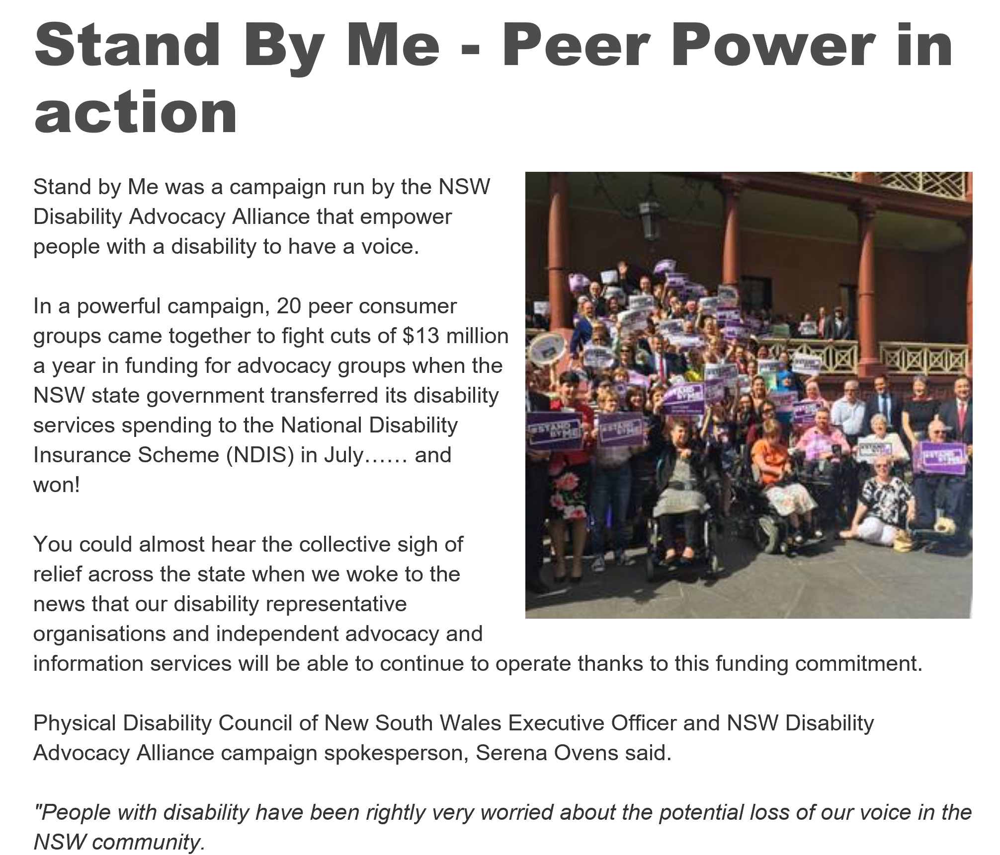 Stand By Me - Peer Power in
action
Stand by Me was a campaign run by the NSW
Disability Advocacy Alliance that empower
people with a disability to have a voice.
In a powerful campaign, 20 peer consumer
groups came together to fight cuts of $13 million
a year in funding for advocacy groups when the
NSW state government transferred its disability
services spending to the National Disability
Insurance Scheme (NDIS) in July…… and
won!
You could almost hear the collective sigh of
relief across the state when we woke to the
news that our disability representative
organisations and independent advocacy and
information services will be able to continue to operate thanks to this funding commitment.
Physical Disability Council of New South Wales Executive Officer and NSW Disability
Advocacy Alliance campaign spokesperson, Serena Ovens said.
"People with disability have been rightly very worried about the potential loss of our voice in the
NSW community.
#STAND
BYME
#STAND
BYME
#STAND
BYME